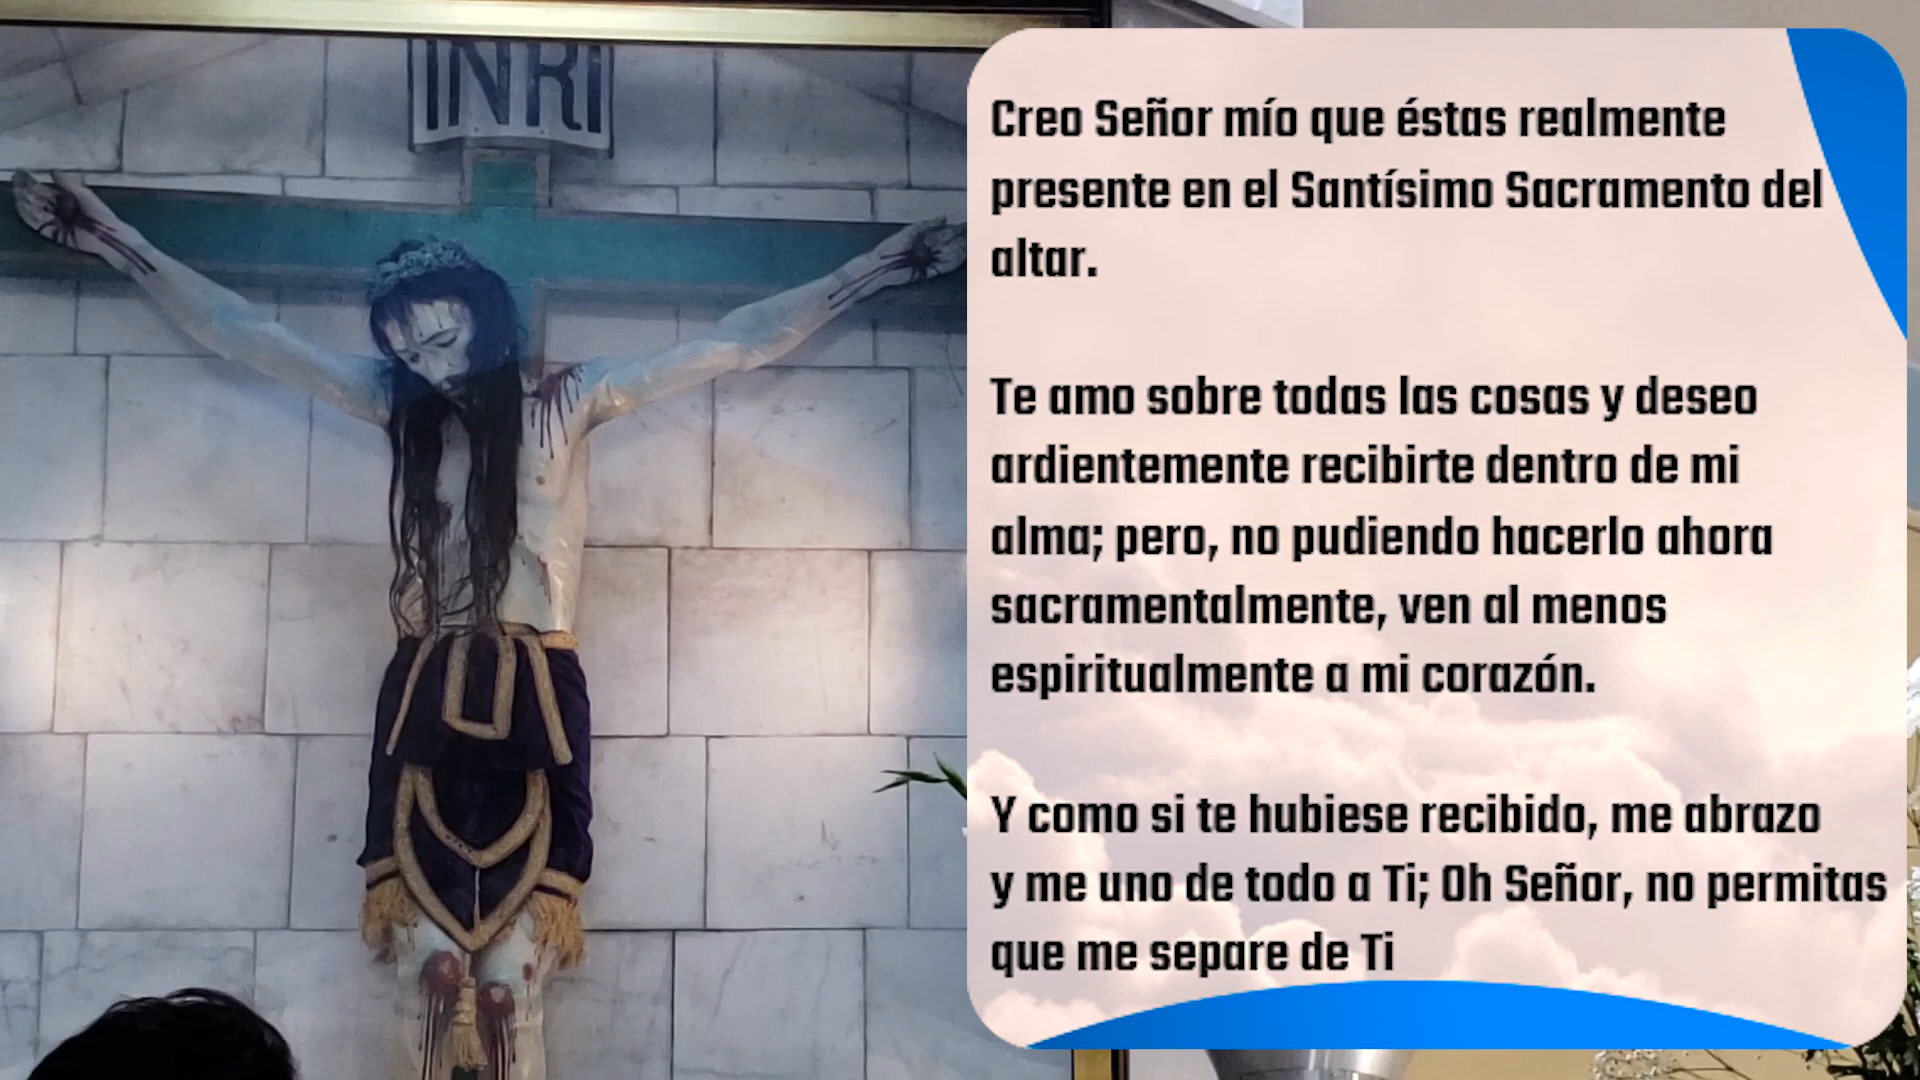 INRI
Creo Señor mío que éstas realmente
presente en el Santísimo Sacramento del
altar.
Te amo sobre todas las cosas y deseo
ardientemente recibirte dentro de mi
alma; pero, no pudiendo hacerlo ahora
sacramentalmente, ven al menos
espiritualmente a mi corazón.
Y como si te hubiese recibido, me abrazo
y me uno de todo a Ti; Oh Señor, no permitas
que me separe de Ti